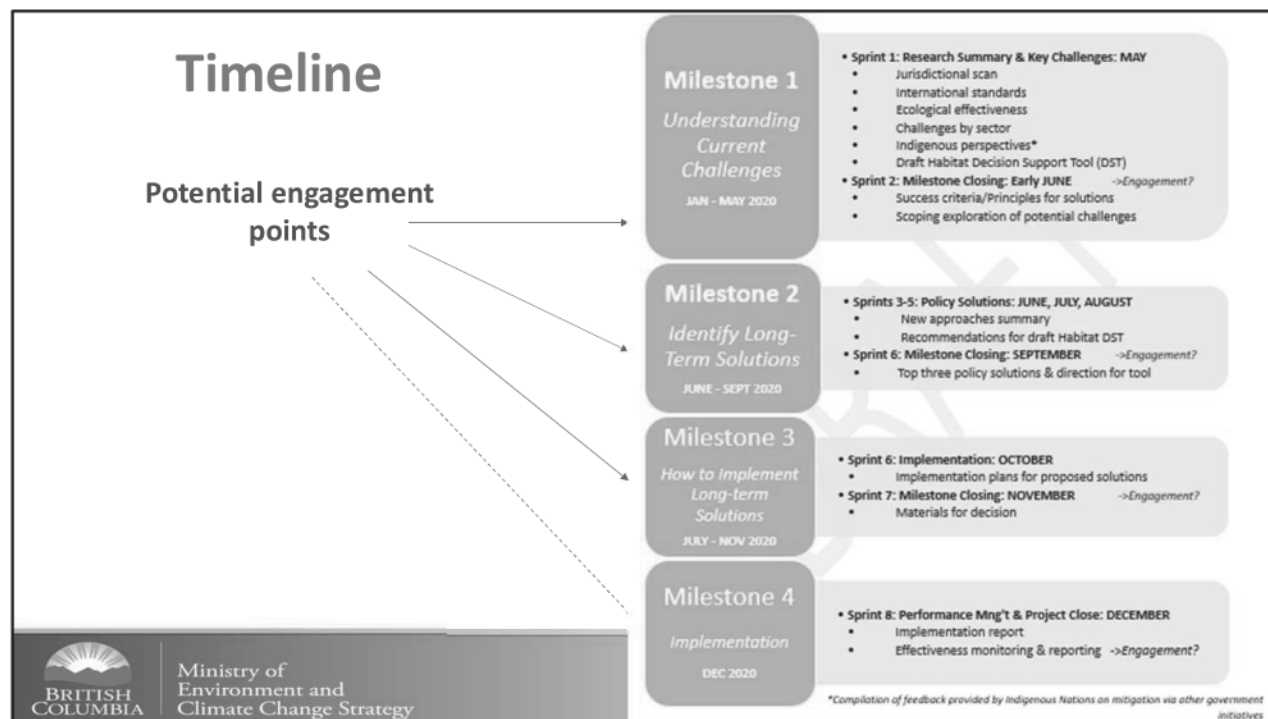 Timeline
Potential engagement
points
Milestone 1
Understanding
Current
Challenges
JAN - MAY 2020
• Sprint 1: Research Summary & Key Challenges: MAY
• Jurisdictional scan
• International standards
• Ecological effectiveness
• Challenges by sector
• Indigenous perspectives*
• Draft Habitat Decision Support Tool (DST)
• Sprint 2: Milestone Closing: Early JUNE ->Engagement?
• Success criteria/Principles for solutions
• Scoping exploration of potential challenges
Milestone 2
Identify Long-
Term Solutions
JUNE - SEPT 2020
• Sprints 3-5: Policy Solutions: JUNE, JULY, AUGUST
• New approaches summary
• Recommendations for draft Habitat DST
• Sprint 6: Milestone Closing: SEPTEMBER ->Engagement?
• Top three policy solutions & direction for tool
Milestone 3
How to Implement
Long-term
Solutions
JULY - NOV 2020
• Sprint 6: Implementation: OCTOBER
• Implementation plans for proposed solutions
• Sprint 7: Milestone Closing: NOVEMBER ->Engagement?
• Materials for decision
Milestone 4
Implementation
DEC 2020
• Sprint 8: Performance Mng't & Project Close: DECEMBER
• Implementation report
• Effectiveness monitoring & reporting ->Engagement?
*Compilation of feedback provided by Indigenous Nations on mitigation via other government
initiatives
DRAFT
BRITISH
COLUMBIA
Ministry of
Environment and
Climate Change Strategy